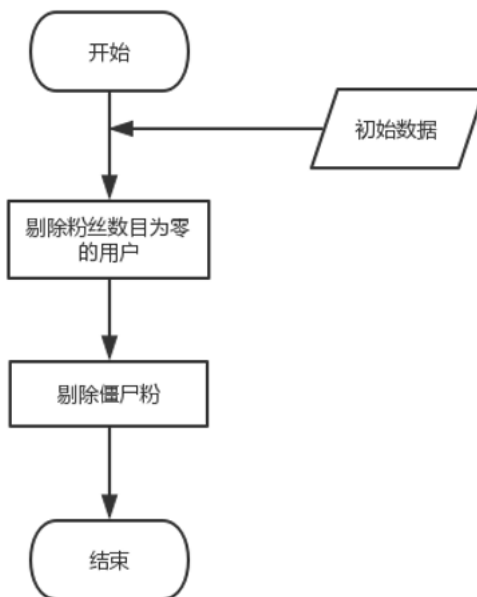 开始
初始数据
剔除粉丝数目为零
的用户
剔除僵尸粉
结束